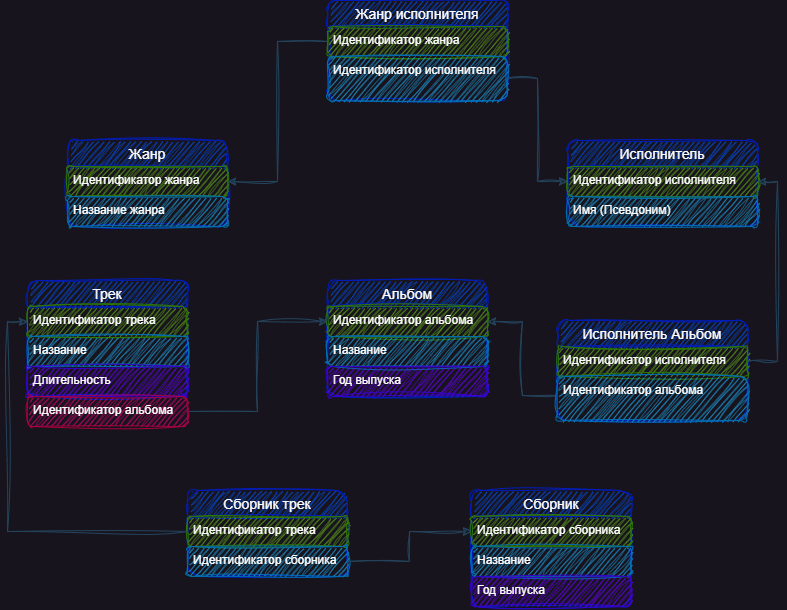 Жанр исполнителя
Идентификатор жанра
Идентификатор исполнителя
Жанр
Идентификатор жанра
Название жанра
Исполнитель
Идентификатор исполнителя
Имя (Псевдоним)
Трек
Идентификатор трека
Название
Длительность
Идентификатор альбома
Альбом
Идентификатор альбома
Название
Год выпуска
Исполнитель Альбом
Идентификатор исполнителя
Идентификатор альбома
Сборник трек
Идентификатор трека
Идентификатор сборника
Сборник
Идентификатор сборника
Название
Год выпуска